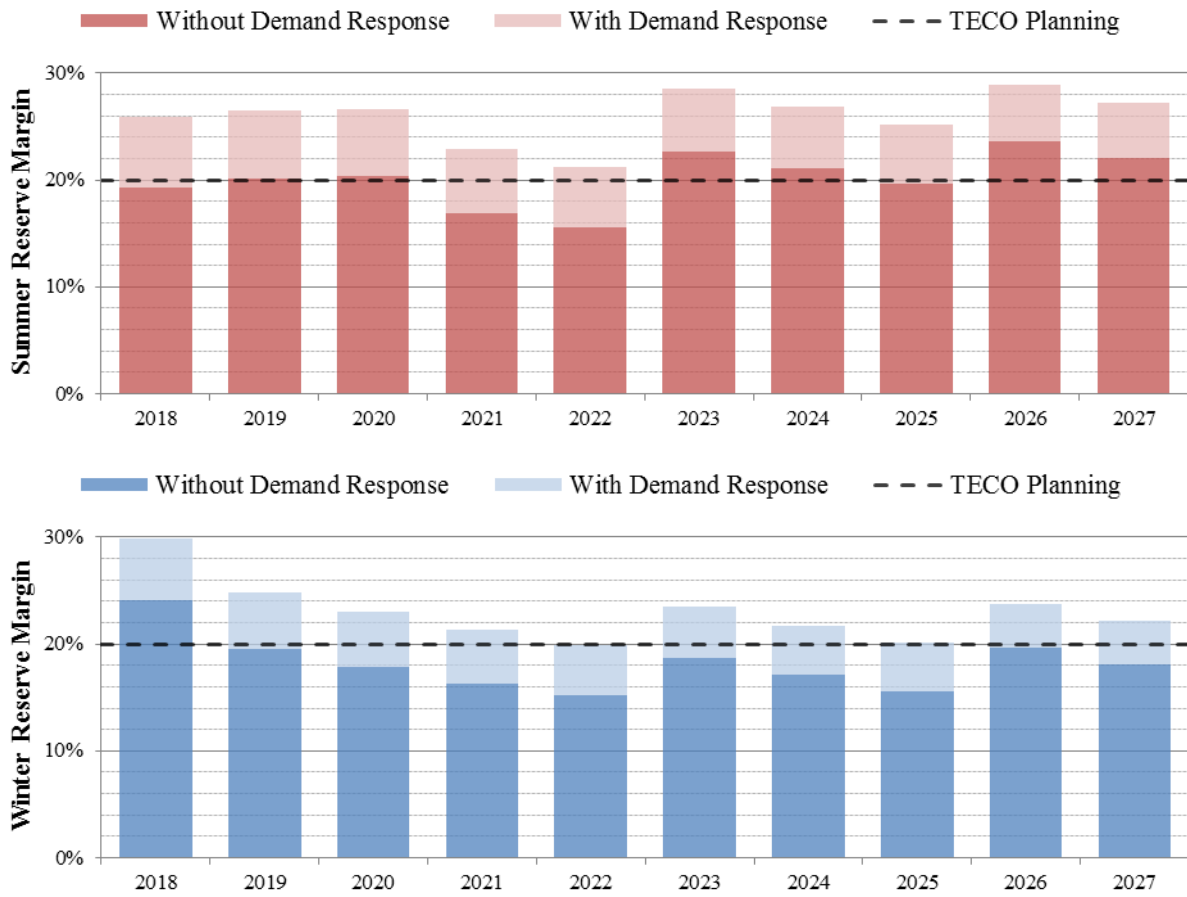 Without Demand Response With Demand Response TECO Planning
Summer Reserve Margin
30%
20%
10%
0%
2018 2019 2020 2021 2022 2023 2024 2025 2026 2027
Without Demand Response With Demand Response TECO Planning
Winter Reserve Margin
30%
20%
10%
0%
2018 2019 2020 2021 2022 2023 2024 2025 2026 2027